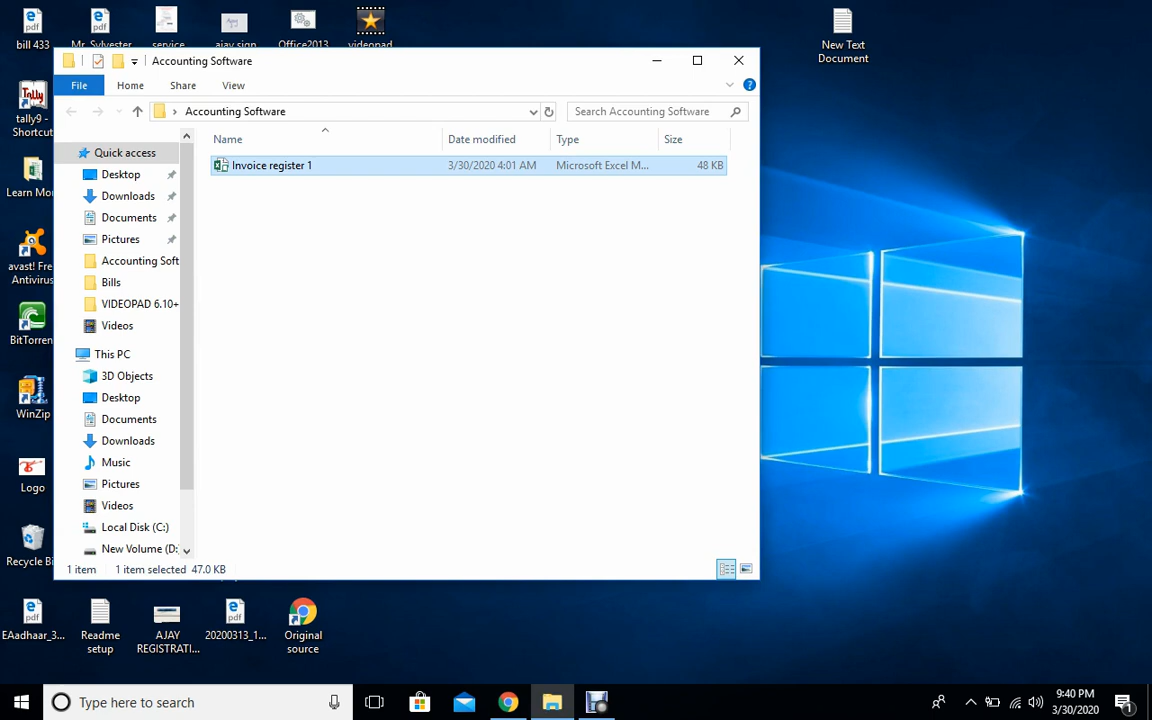 bill 433
Mr. Sylvester
service
ajay sign
Office2013
videopad
New Text
Document
Accounting Software
File
Home
Share
View
Accounting Software
Search Accounting Software
Name
Date modified
Type
Size
Invoice register 1
3/30/2020 4:01 AM
Microsoft Excel M...
48 KB
Quick access
Desktop
Downloads
Documents
Pictures
Accounting Soft
Bills
VIDEOPAD 6.10+
Videos
This PC
3D Objects
Desktop
Documents
Downloads
Music
Pictures
Videos
Local Disk (C:)
New Volume (D:
1 item
1 item selected 47.0 KB
Tally
tally9 -
Shortcut
Learn Mo
avast! Fre
Antivirus
BitTorren
WinZip
Logo
Recycle Bi
pdf
EAadhaar_3...
Readme
setup
AJAY
REGISTRATI...
pdf
20200313_1...
Original
source
Type here to search
9:40 PM
3/30/2020
1